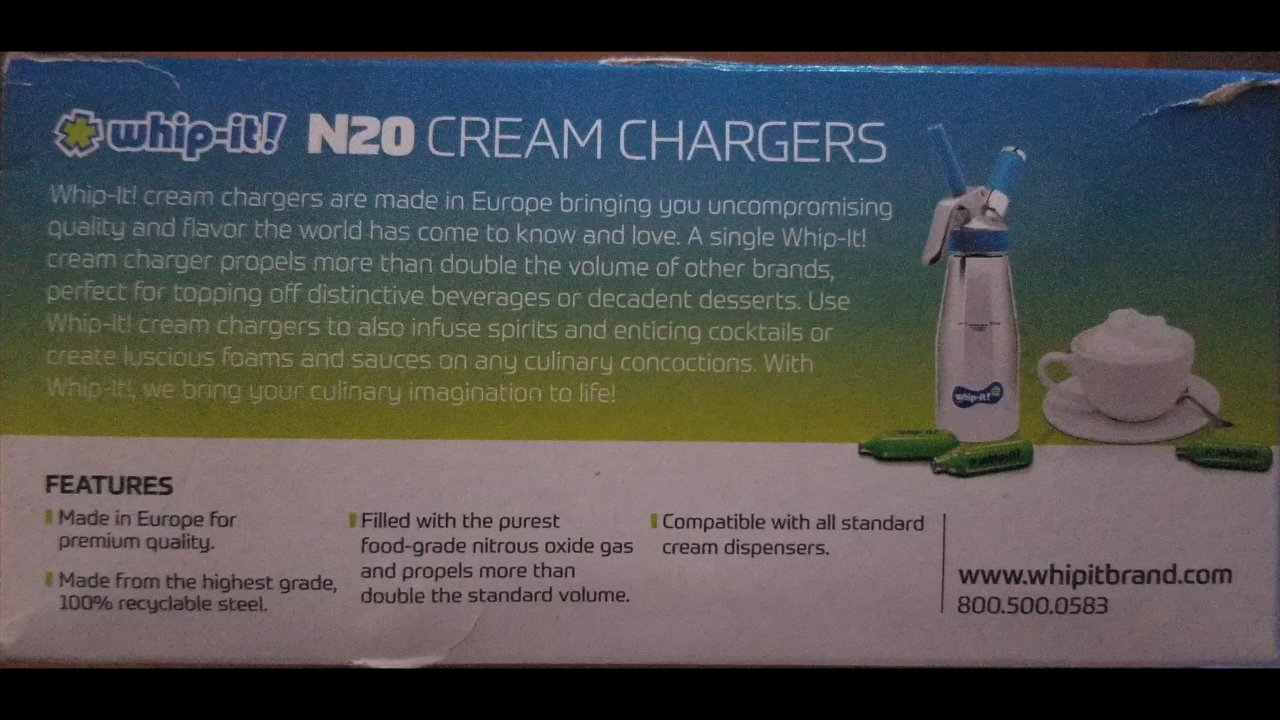 whip-it! N20 CREAM CHARGERS
Whip-It! cream chargers are made in Europe bringing you uncompromising
quality and flavor the world has come to know and love. A single Whip-It!
cream charger propels more than double the volume of other brands,
perfect for topping off distinctive beverages or decadent desserts. Use
Whip-It! cream chargers to also infuse spirits and enticing cocktails or
create luscious foams and sauces on any culinary concoctions. With
Whip-It!, we bring your culinary imagination to life!
whip-it!
FEATURES
Made in Europe for
premium quality.
Made from the highest grade,
100% recyclable steel.
Filled with the purest
food-grade nitrous oxide gas
and propels more than
double the standard volume.
Compatible with all standard
cream dispensers.
www.whipitbrand.com
800.500.0583